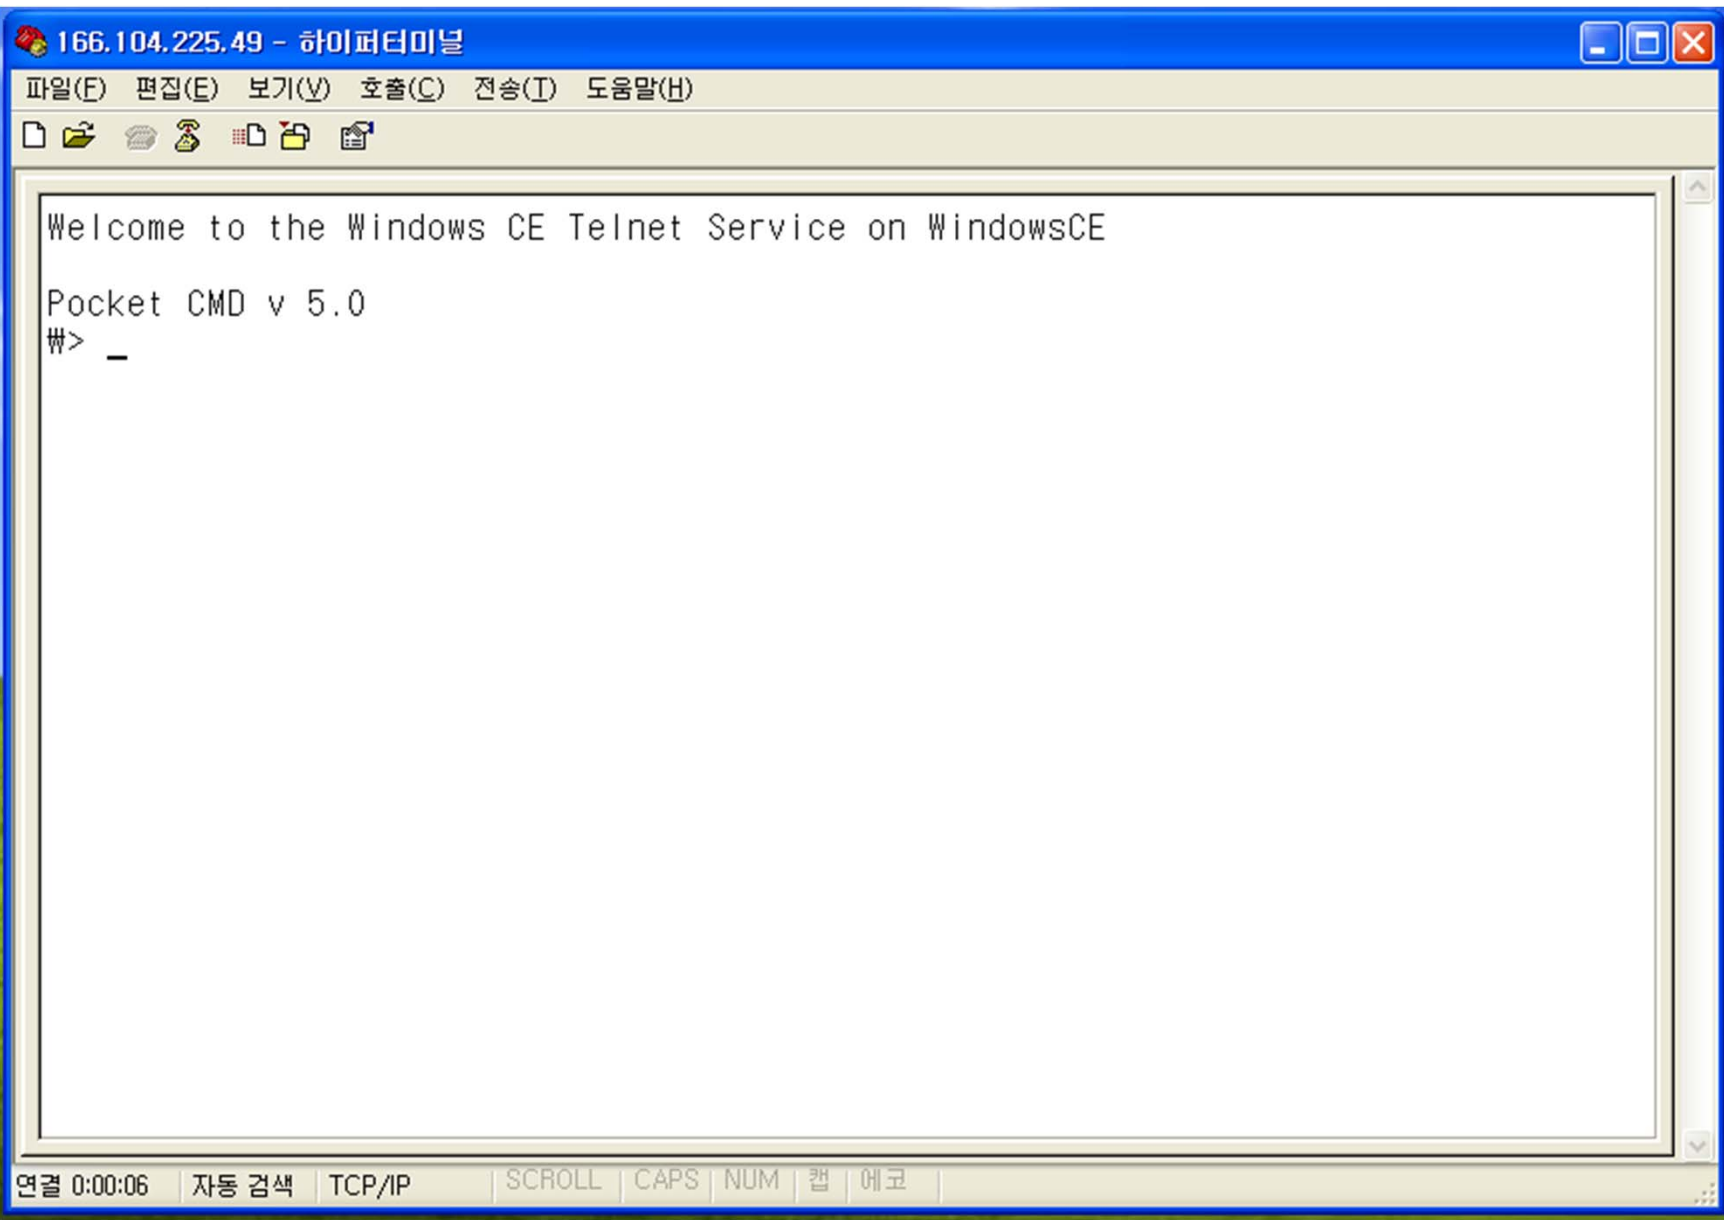 166.104.225.49 - 하이퍼터미널
파일(F) 편집(E) 보기(V) 호출(C) 전송(T) 도움말(H)
Welcome to the Windows CE Telnet Service on WindowsCE
Pocket CMD v 5.0
₩> _
연결 0:00:06 자동 검색 TCP/IP SCROLL CAPS NUM 캡 에코